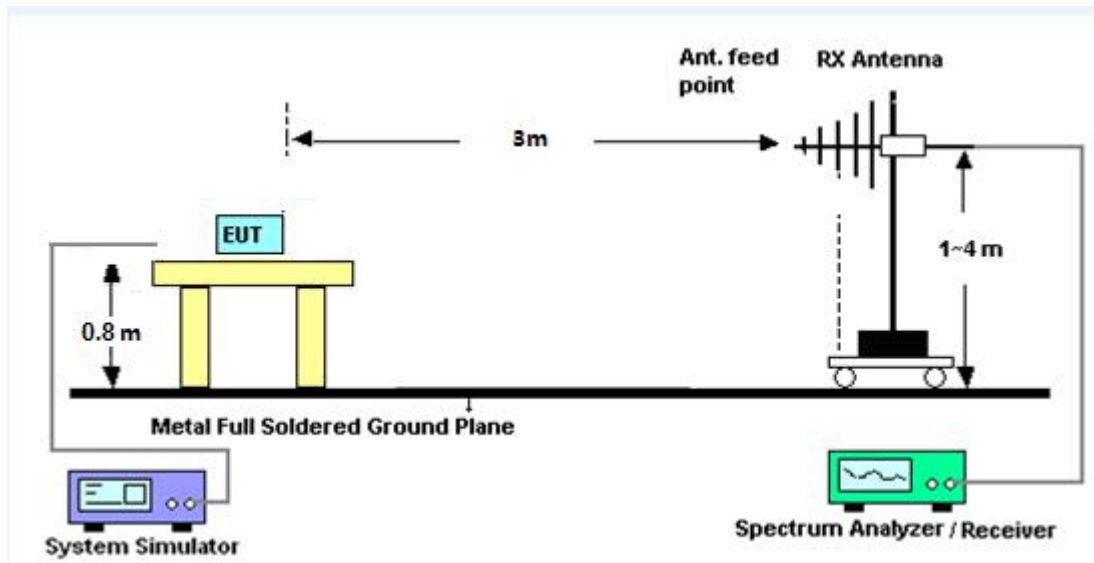 Ant. feed
point
RX Antenna
3m
EUT
1~4 m
0.8 m
Metal Full Soldered Ground Plane
System Simulator
Spectrum Analyzer / Receiver